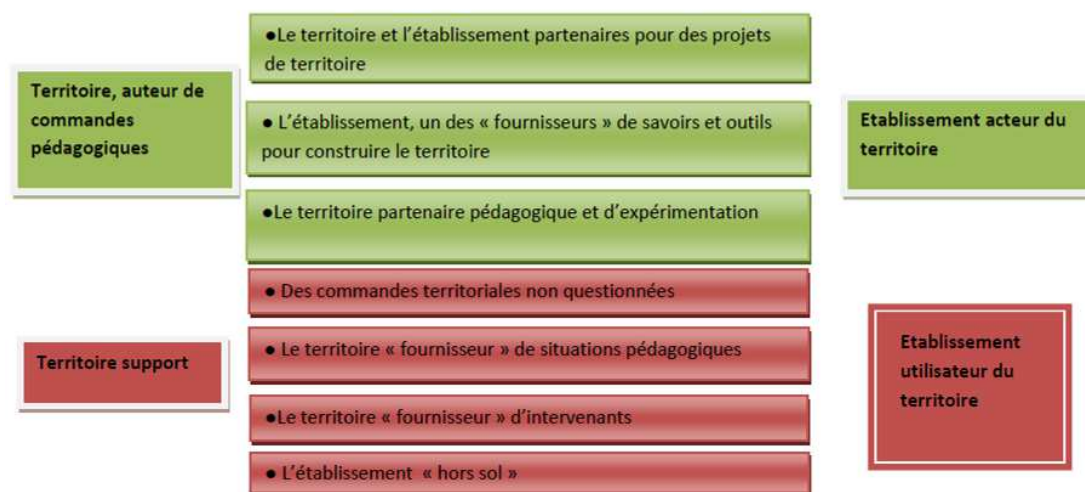 ●Le territoire et l'établissement partenaires pour des projets
de territoire
Territoire, auteur de
commandes
pédagogiques
● L'établissement, un des « fournisseurs » de savoirs et outils
pour construire le territoire
Etablissement acteur du
territoire
●Le territoire partenaire pédagogique et d'expérimentation
● Des commandes territoriales non questionnées
Territoire support
● Le territoire « fournisseur » de situations pédagogiques
Etablissement
utilisateur du
territoire
●Le territoire « fournisseur » d'intervenants
● L'établissement « hors sol »